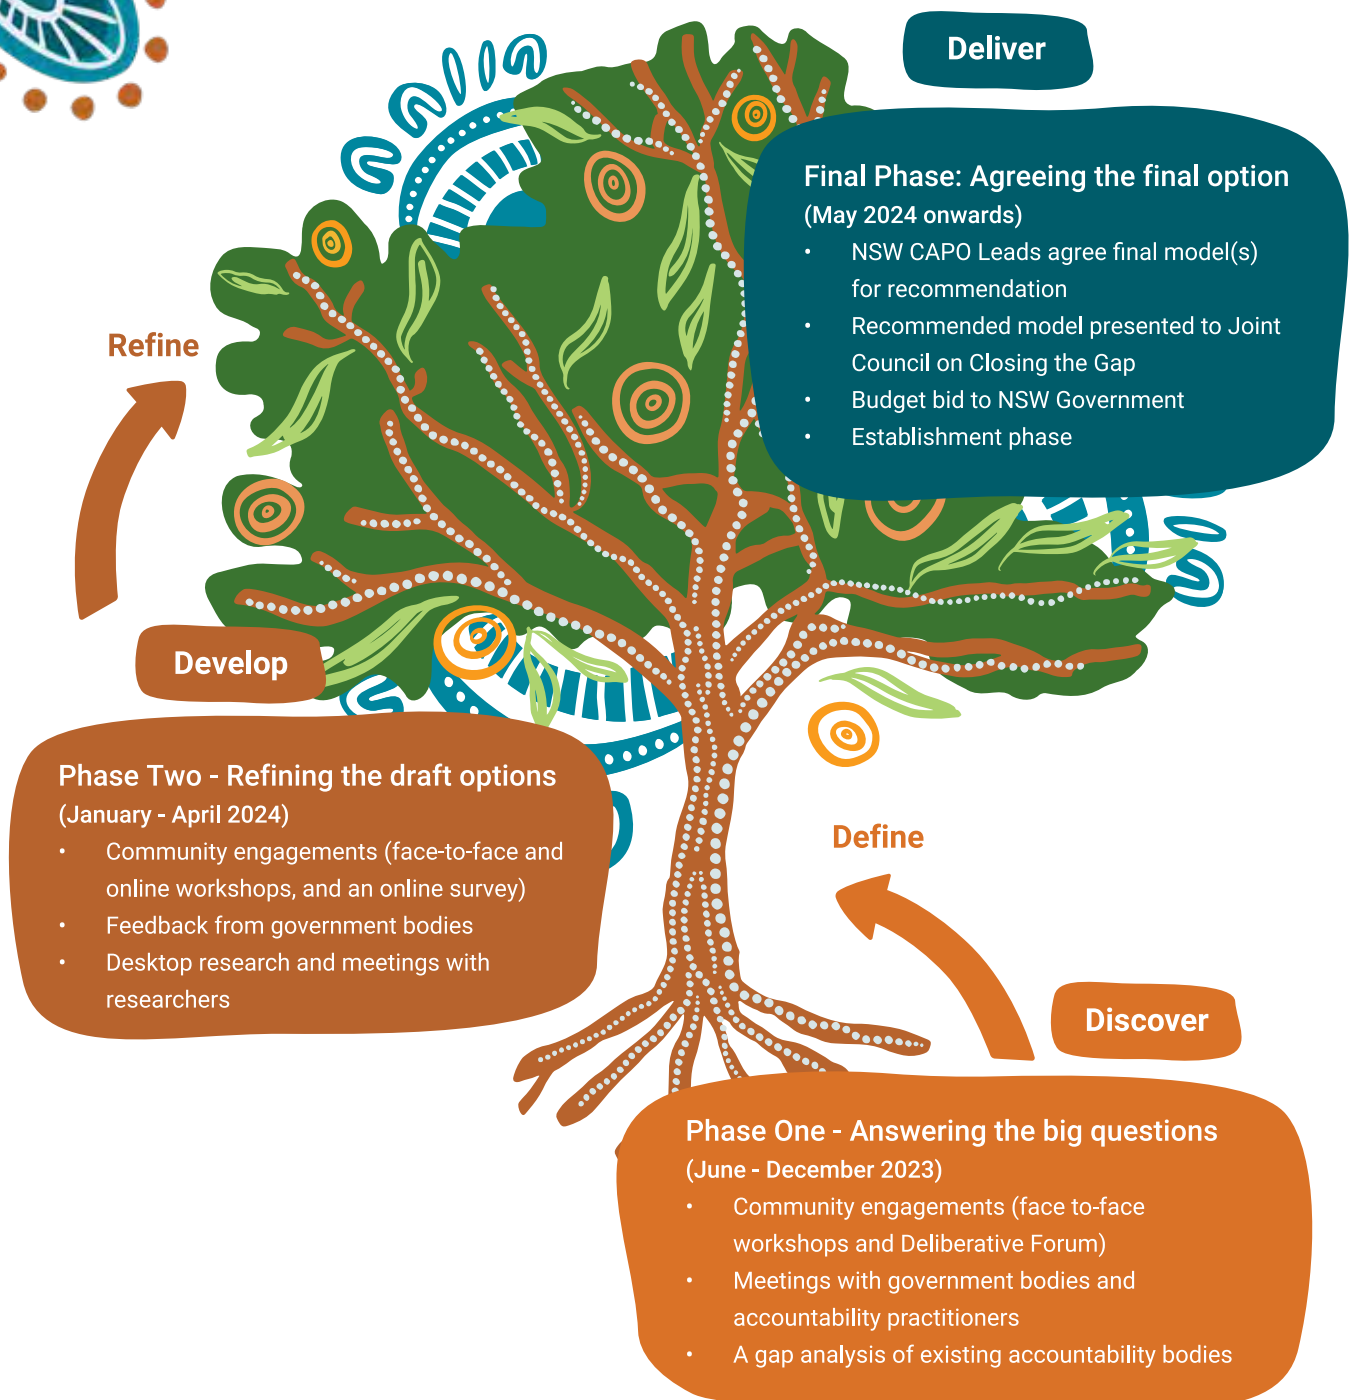 Deliver
Final Phase: Agreeing the final option
(May 2024 onwards)
• NSW CAPO Leads agree final model(s)
for recommendation
• Recommended model presented to Joint
Council on Closing the Gap
• Budget bid to NSW Government
• Establishment phase
Refine
Develop
Phase Two - Refining the draft options
(January - April 2024)
• Community engagements (face-to-face and
online workshops, and an online survey)
• Feedback from government bodies
• Desktop research and meetings with
researchers
Define
Discover
Phase One - Answering the big questions
(June - December 2023)
• Community engagements (face to-face
workshops and Deliberative Forum)
• Meetings with government bodies and
accountability practitioners
• A gap analysis of existing accountability bodies